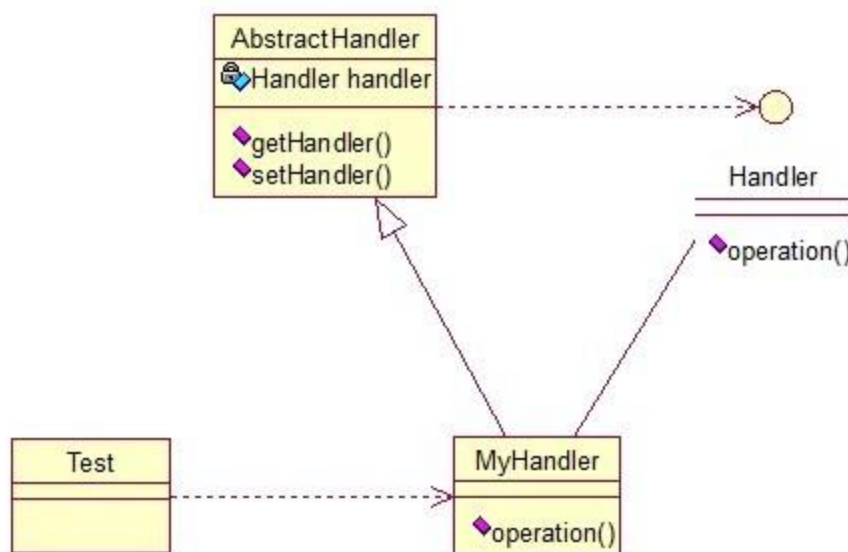 AbstractHandler
Handler handler
getHandler()
setHandler()
Handler
operation()
Test
MyHandler
operation()